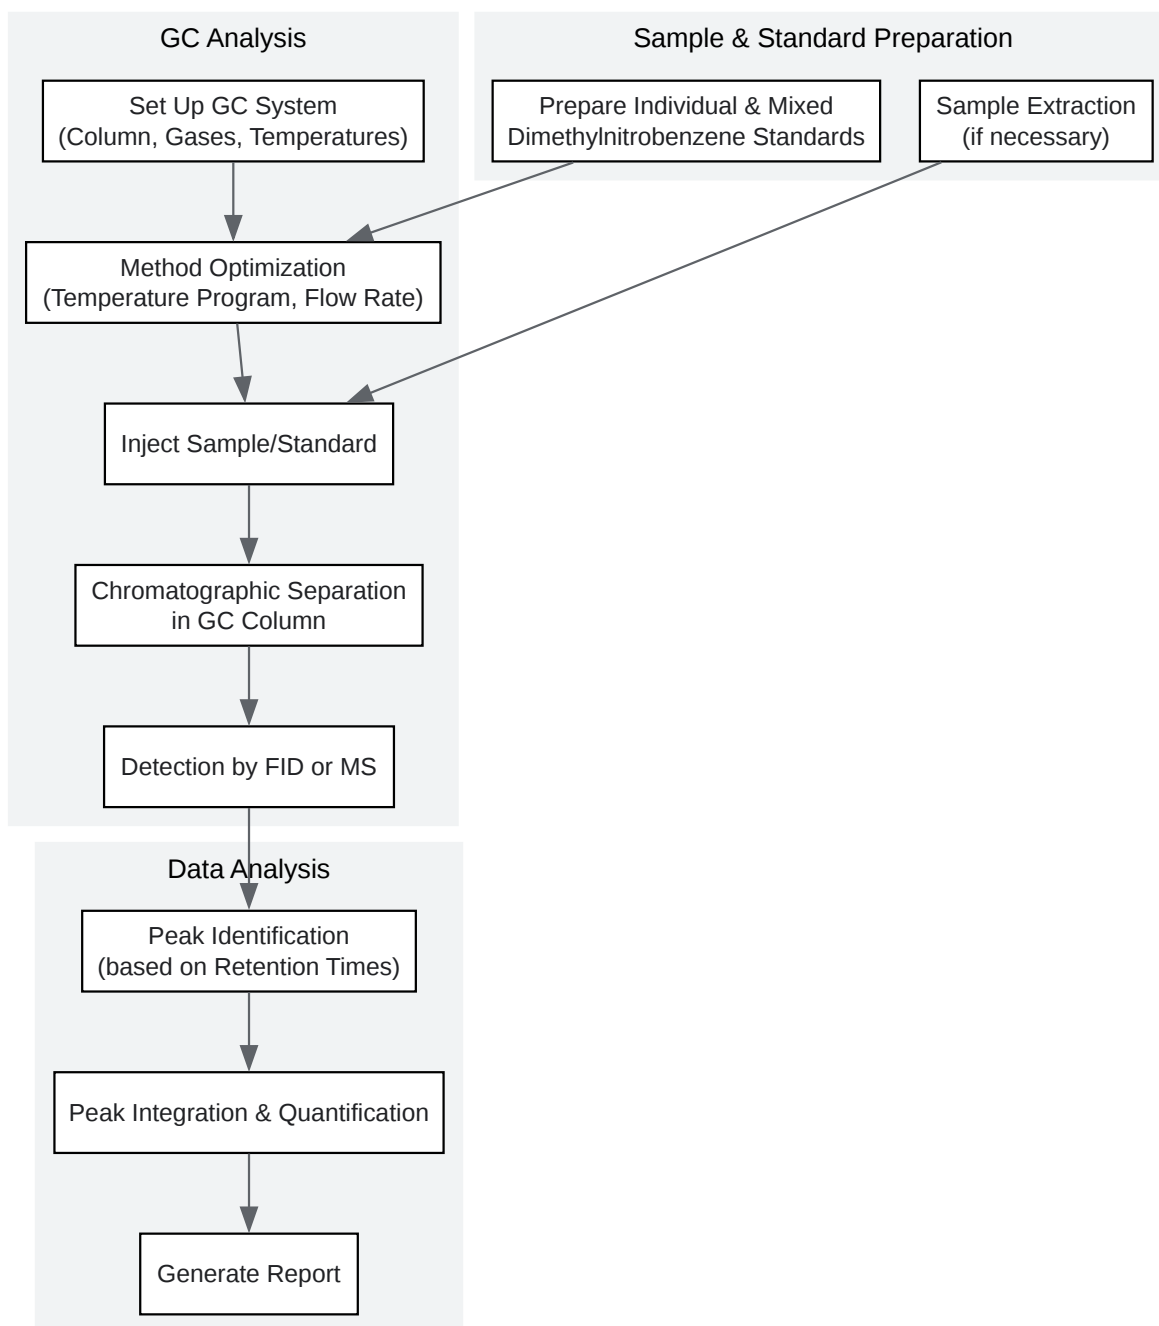 GC Analysis
Set Up GC System
(Column, Gases, Temperatures)
Method Optimization
(Temperature Program, Flow Rate)
Inject Sample/Standard
Chromatographic Separation
in GC Column
Detection by FID or MS
Sample & Standard Preparation
Prepare Individual & Mixed
Dimethylnitrobenzene Standards
Sample Extraction
(if necessary)
Data Analysis
Peak Identification
(based on Retention Times)
Peak Integration & Quantification
Generate Report